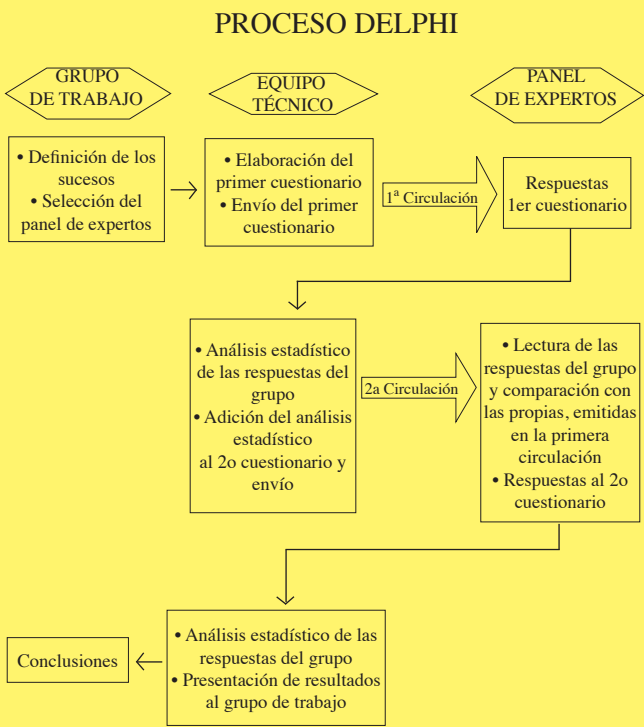 PROCESO DELPHI
GRUPO
DE TRABAJO
EQUIPO
TÉCNICO
PANEL
DE EXPERTOS
• Definición de los
sucesos
• Selección del
panel de expertos
• Elaboración del
primer cuestionario
• Envío del primer
cuestionario
1ª Circulación
Respuestas
1er cuestionario
• Análisis estadístico
de las respuestas del
grupo
• Adición del análisis
estadístico
al 2o cuestionario y
envío
2a Circulación
• Lectura de las
respuestas del grupo
y comparación con
las propias, emitidas
en la primera
circulación
• Respuestas al 2o
cuestionario
Conclusiones
• Análisis estadístico de las
respuestas del grupo
• Presentación de resultados
al grupo de trabajo